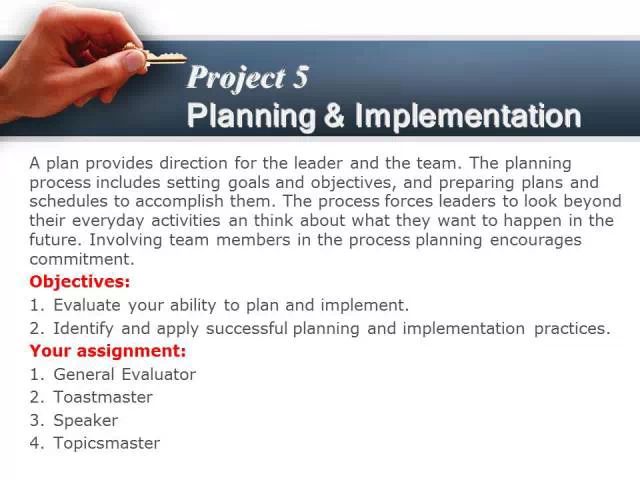 Project 5
Planning & Implementation
A plan provides direction for the leader and the team. The planning
process includes setting goals and objectives, and preparing plans and
schedules to accomplish them. The process forces leaders to look beyond
their everyday activities an think about what they want to happen in the
future. Involving team members in the process planning encourages
commitment.
Objectives:
1. Evaluate your ability to plan and implement.
2. Identify and apply successful planning and implementation practices.
Your assignment:
1. General Evaluator
2. Toastmaster
3. Speaker
4. Topicsmaster